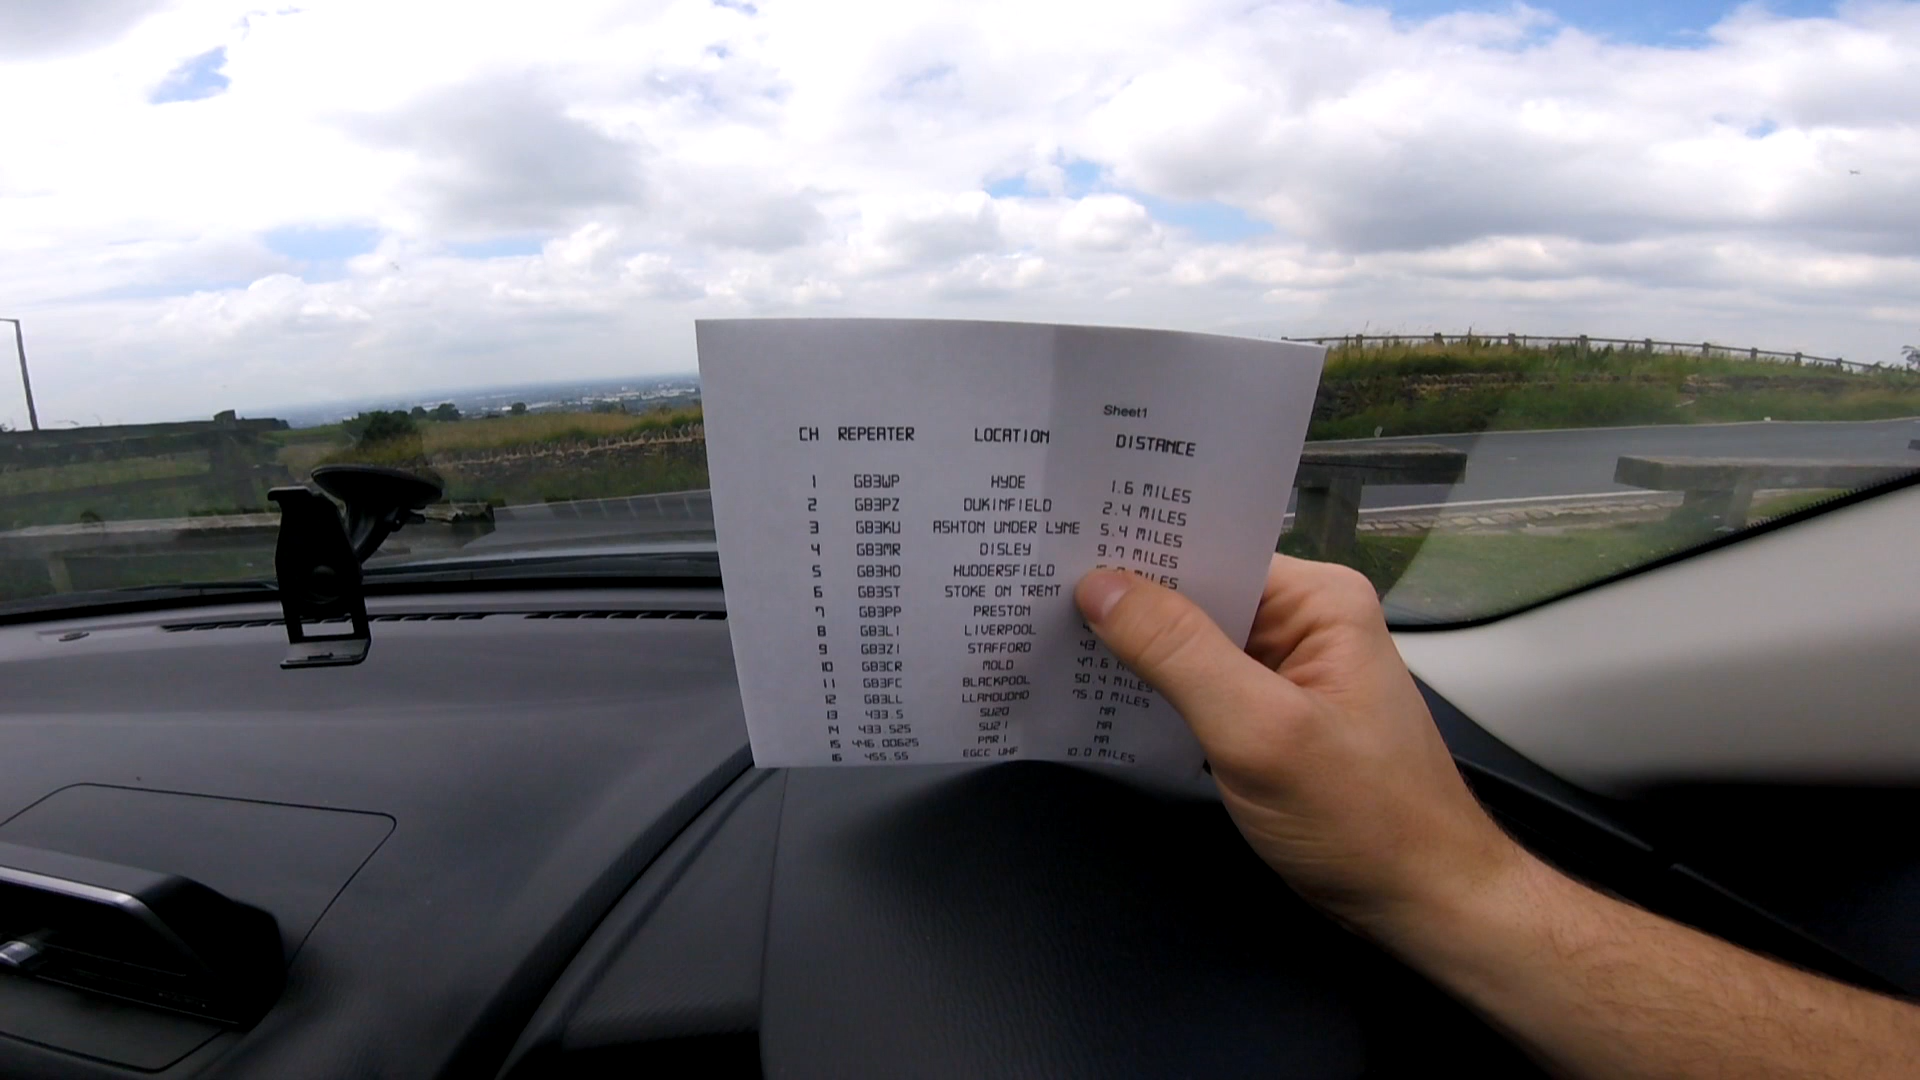 Sheet1
CH REPEATER LOCATION DISTANCE
1 GB3WP HYDE 1.6 MILES
2 GB3PZ DUKINFIELD 2.4 MILES
3 GB3KU ASHTON UNDER LYNE 5.4 MILES
4 GB3MR DISLEY 9.7 MILES
5 GB3HD HUDDERSFIELD MILES
6 GB3ST STOKE ON TRENT
7 GB3PP PRESTON
8 GB3LI LIVERPOOL
9 GB3ZI STAFFORD 43
10 GB3CR MOLD 47.6
11 GB3FC BLACKPOOL 50.4 MILES
12 GB3LL LLANDUDNO 75.0 MILES
13 433.5 SU20 NA
14 433.525 SU21 NA
15 446.00625 PMR1 NA
16 455.55 EGCC UHF 10.0 MILES